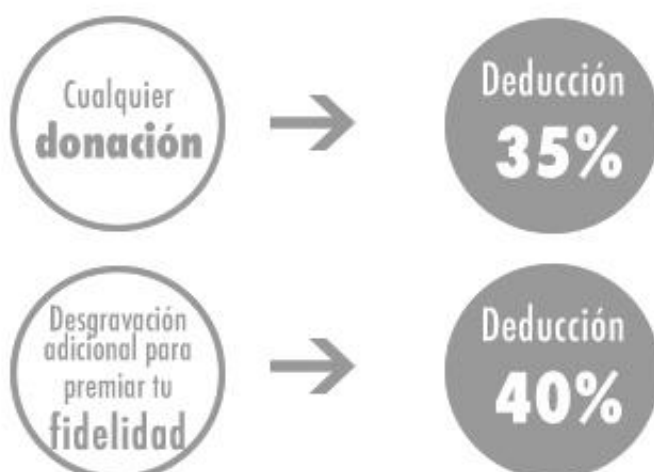 Cualquier
donación
Deducción
35%
Desgravación
adicional para
premiar tu
fidelidad
Deducción
40%